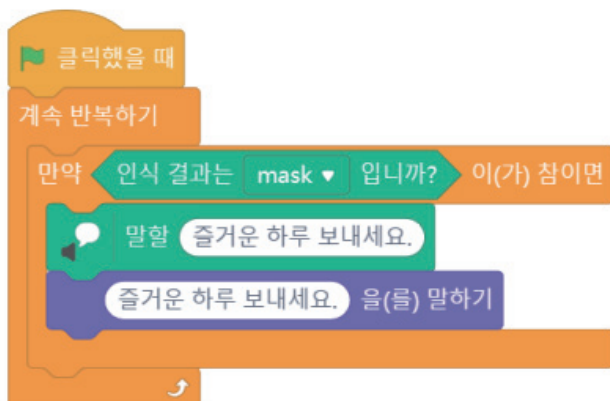 클릭했을 때
계속 반복하기
만약 인식 결과는 mask ▼ 입니까? 이(가) 참이면
말할 즐거운 하루 보내세요.
즐거운 하루 보내세요. 을(를) 말하기